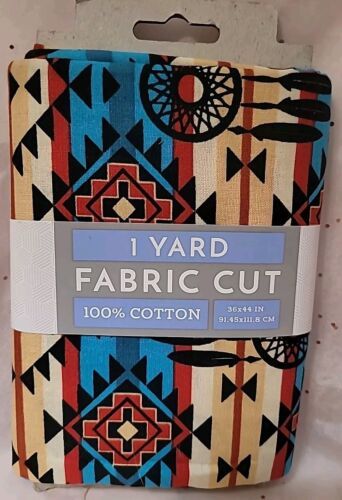 1 YARD
FABRIC CUT
100% COTTON
36x44 IN
91.45x111.8 CM